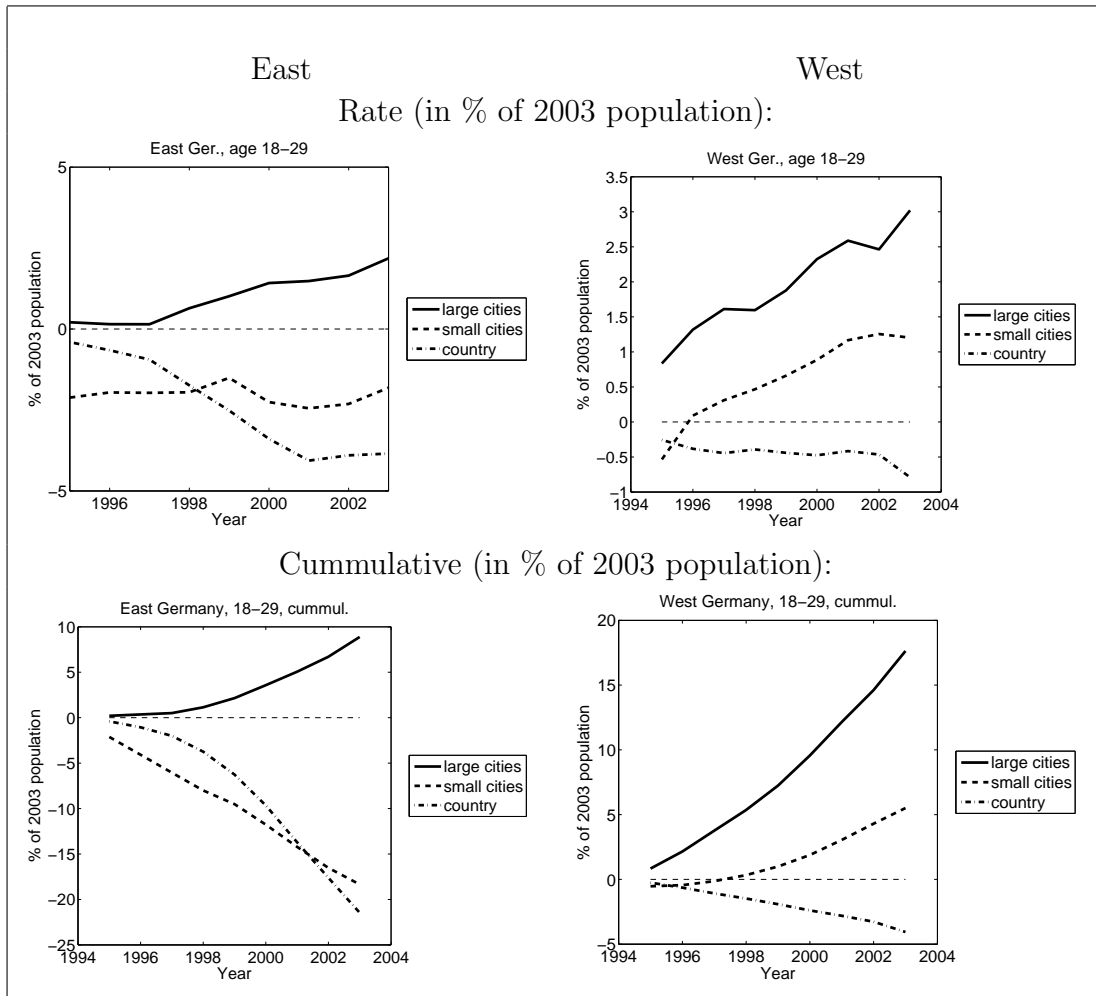 East West
Rate (in % of 2003 population):
East Ger., age 18−29
5
0
−5
1996 1998 2000 2002
Year
% of 2003 population
large cities
small cities
country
West Ger., age 18−29
3.5
3
2.5
2
1.5
1
0.5
0
−0.5
−1
1994 1996 1998 2000 2002 2004
Year
% of 2003 population
large cities
small cities
country
Cummulative (in % of 2003 population):
East Germany, 18−29, cummul.
10
5
0
−5
−10
−15
−20
−25
1994 1996 1998 2000 2002 2004
Year
% of 2003 population
large cities
small cities
country
West Germany, 18−29, cummul.
20
15
10
5
0
−5
1994 1996 1998 2000 2002 2004
Year
% of 2003 population
large cities
small cities
country